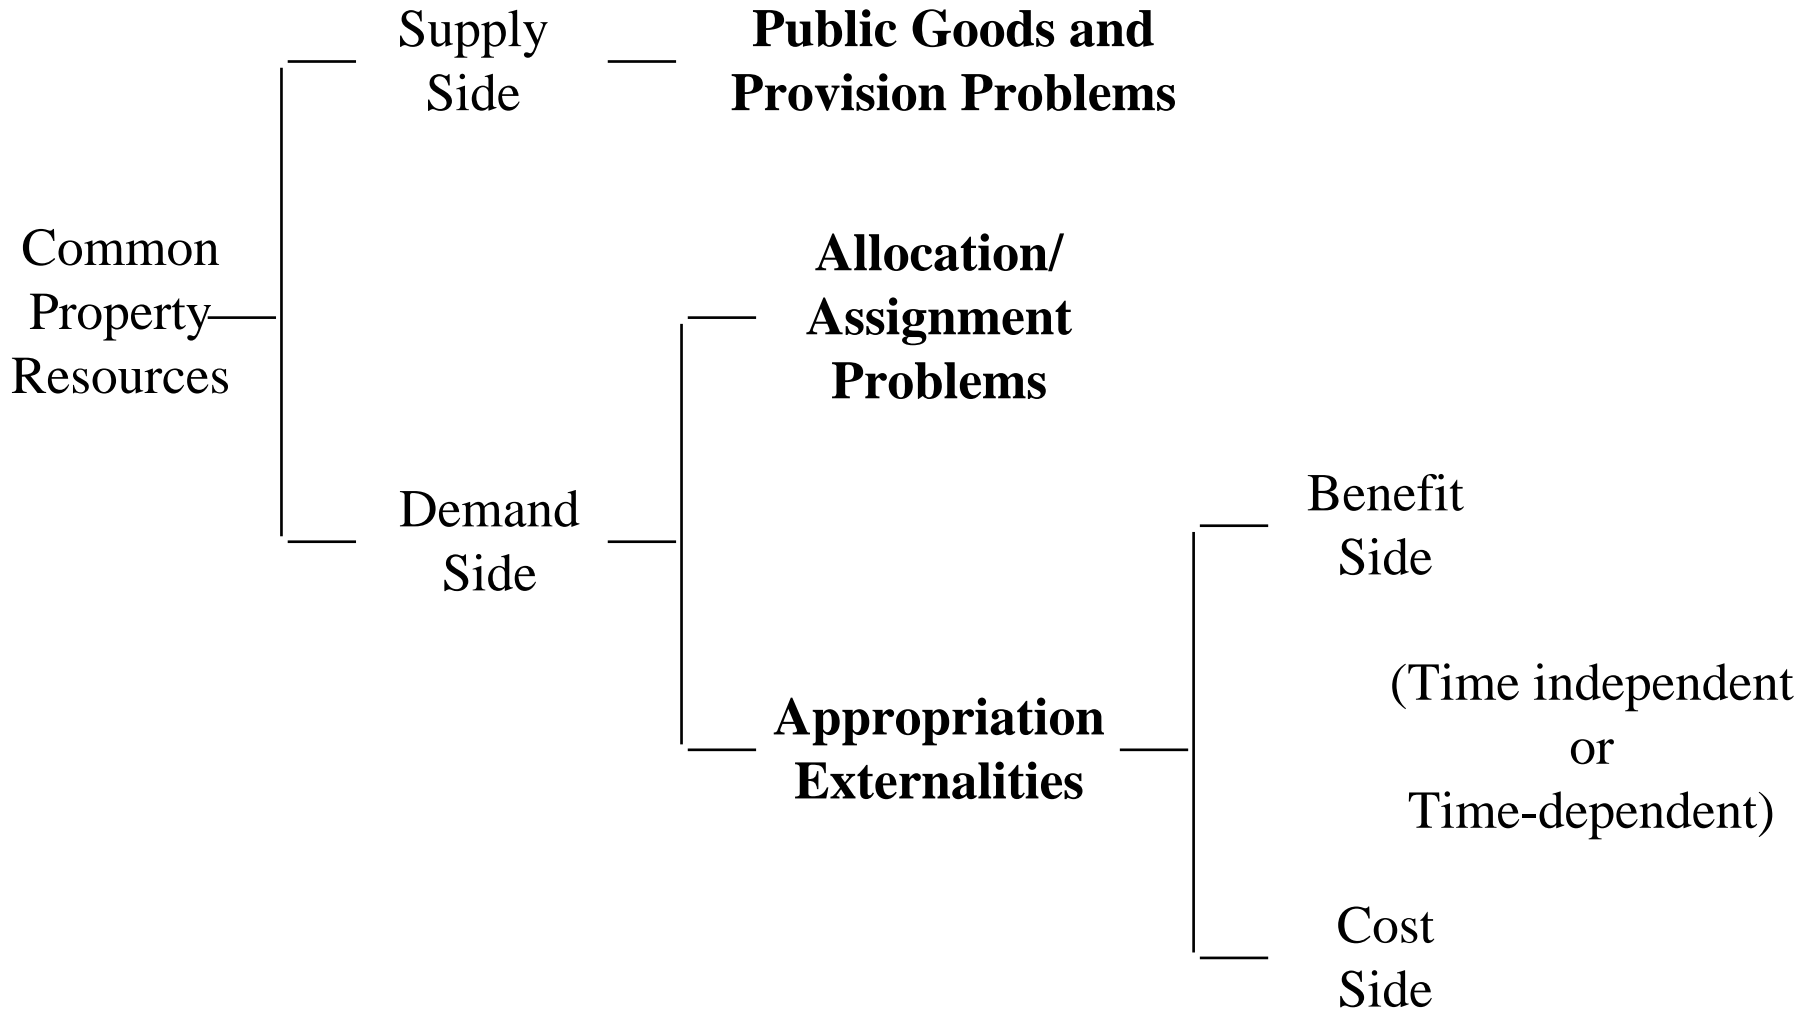 Supply
Side
Public Goods and
Provision Problems
Common
Property
Resources
Allocation/
Assignment
Problems
Demand
Side
Benefit
Side
(Time independent
or
Time-dependent)
Appropriation
Externalities
Cost
Side